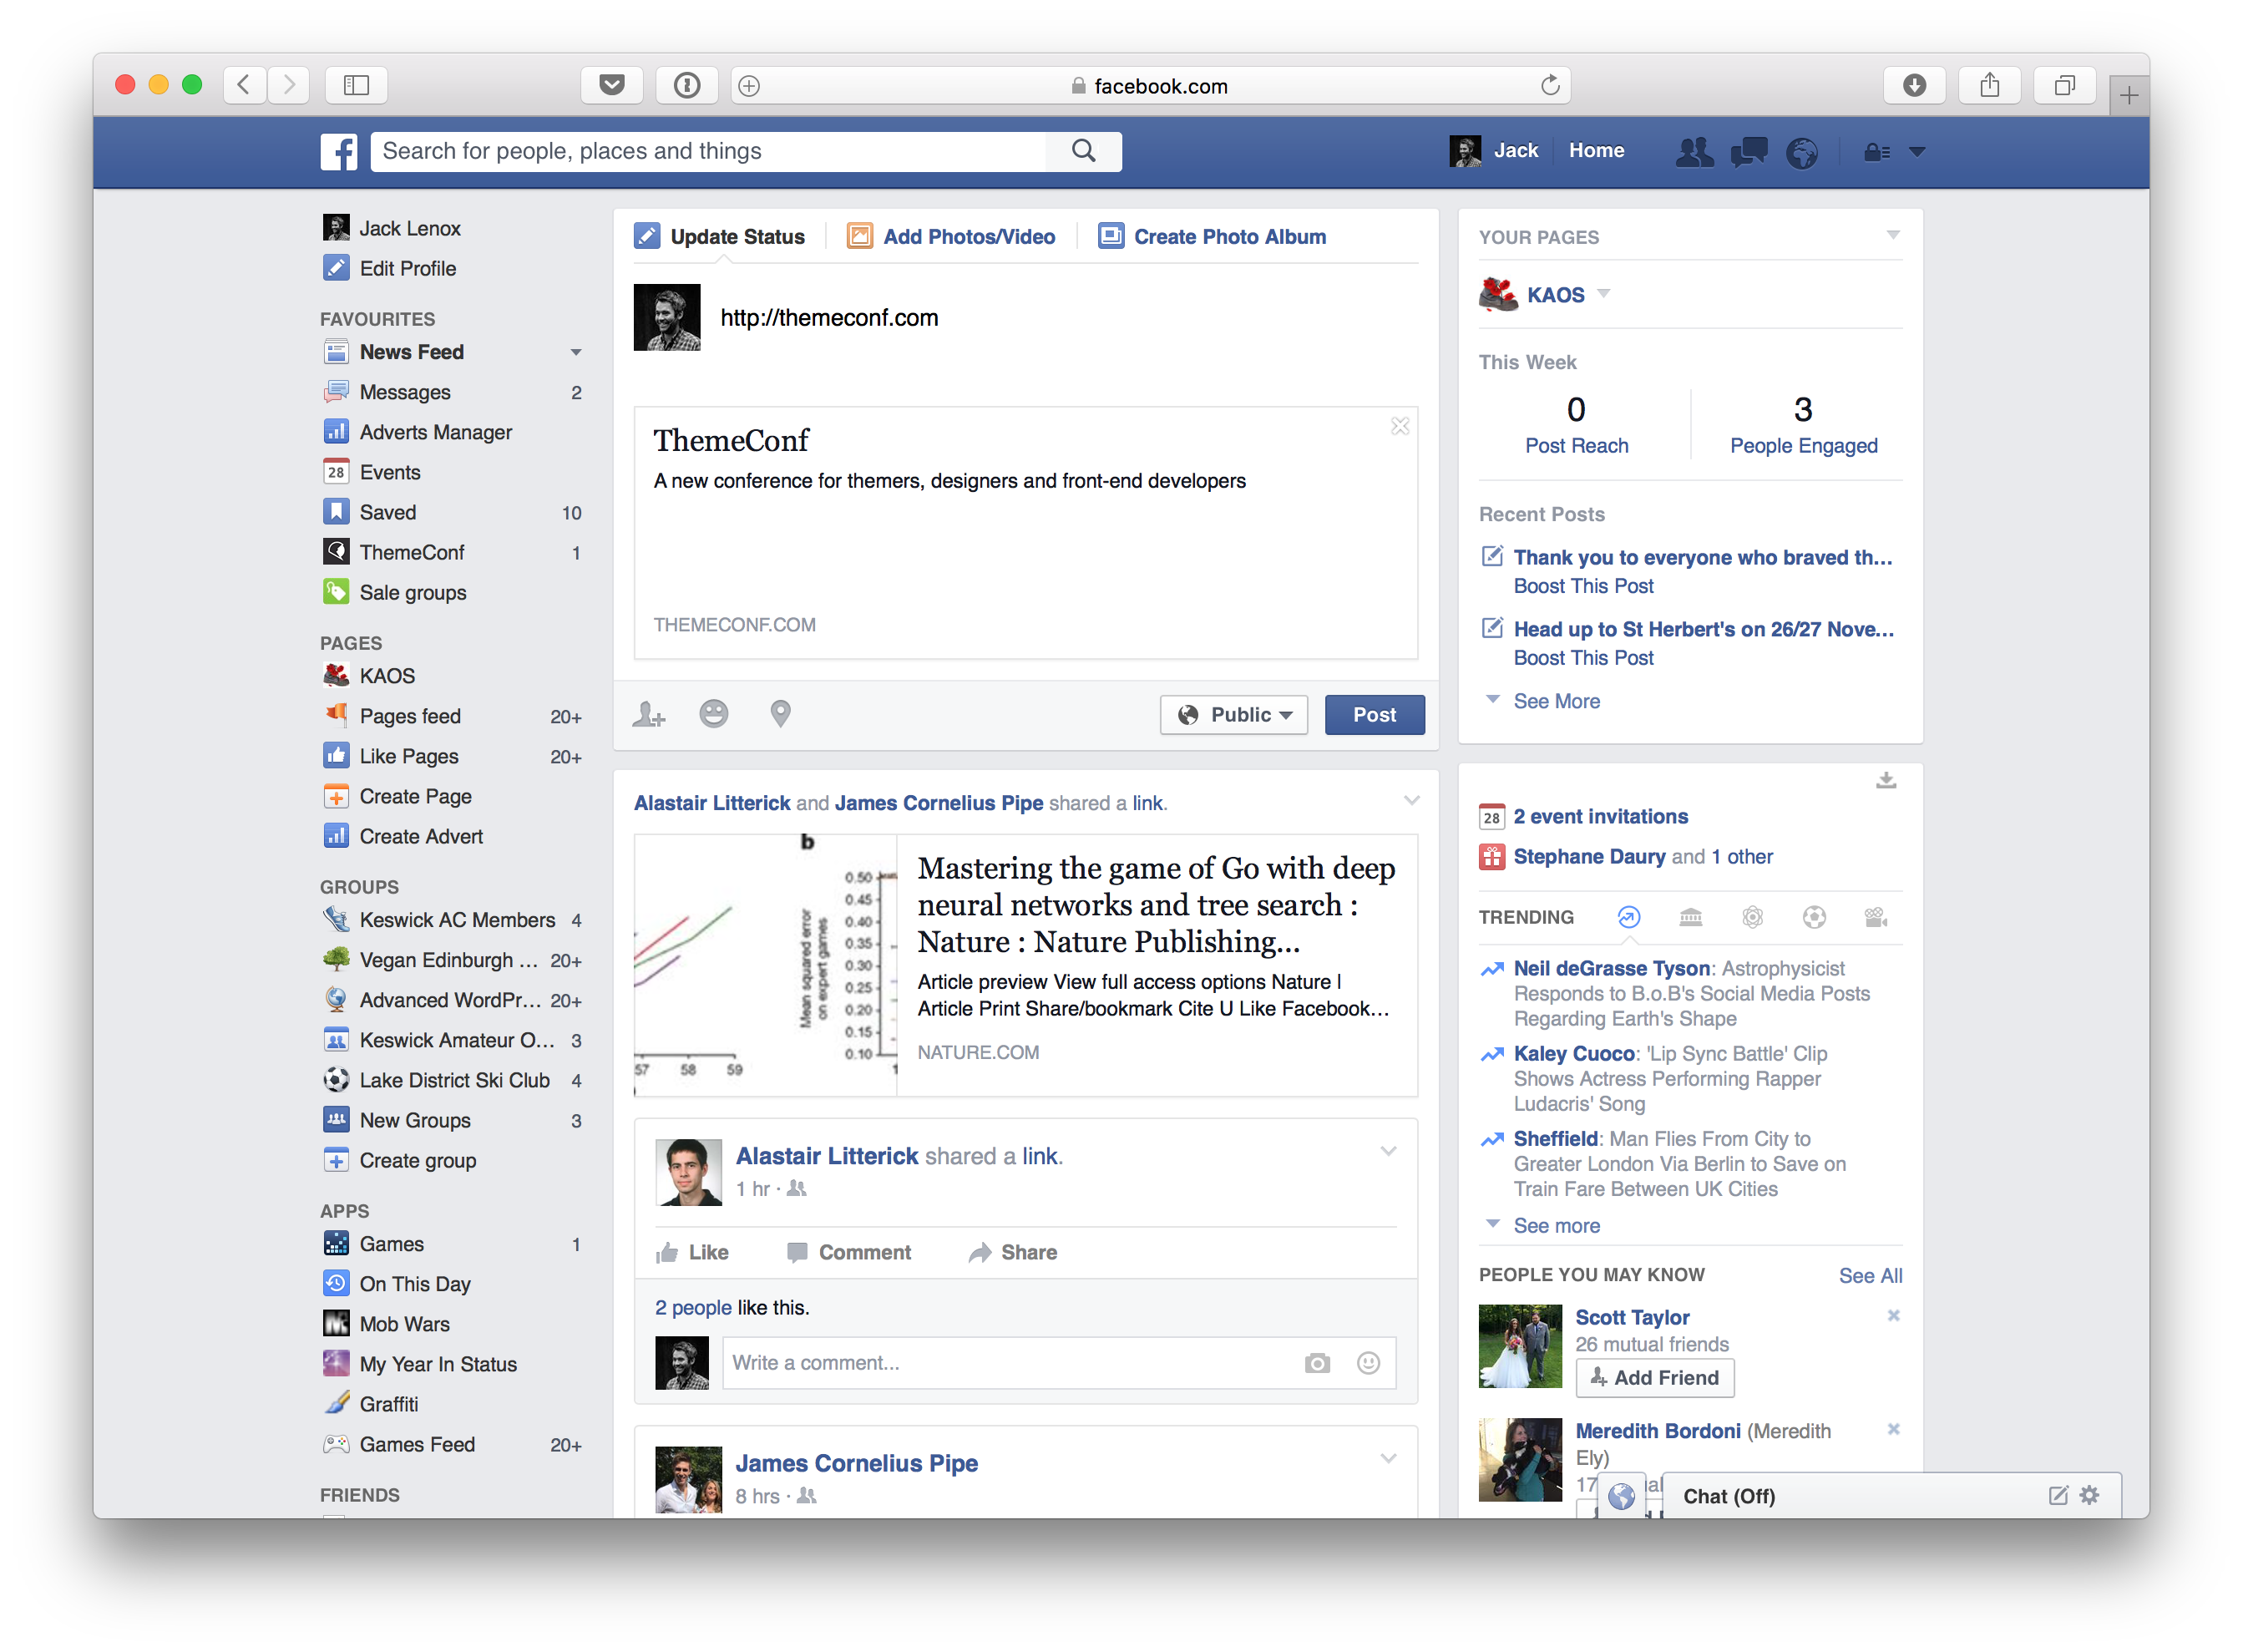 facebook.com
Search for people, places and things
Jack
Home
Jack Lenox
Edit Profile
FAVOURITES
News Feed
Messages 2
Adverts Manager
28 Events
Saved 10
ThemeConf 1
Sale groups
PAGES
KAOS
Pages feed 20+
Like Pages 20+
Create Page
Create Advert
GROUPS
Keswick AC Members 4
Vegan Edinburgh ... 20+
Advanced WordPr... 20+
Keswick Amateur O... 3
Lake District Ski Club 4
New Groups 3
Create group
APPS
Games 1
On This Day
Mob Wars
My Year In Status
Graffiti
Games Feed 20+
FRIENDS
Update Status
Add Photos/Video
Create Photo Album
http://themeconf.com
ThemeConf
A new conference for themers, designers and front-end developers
THEMECONF.COM
Public
Post
Alastair Litterick and James Cornelius Pipe shared a link.
b
0.50
0.45
0.40
0.35
0.30
0.25
0.20
0.15
0.10
Mean squared error
on expert games
57 58 59
Mastering the game of Go with deep
neural networks and tree search :
Nature : Nature Publishing...
Article preview View full access options Nature |
Article Print Share/bookmark Cite U Like Facebook...
NATURE.COM
Alastair Litterick shared a link.
1 hr ·
Like
Comment
Share
2 people like this.
Write a comment...
James Cornelius Pipe
8 hrs ·
YOUR PAGES
KAOS
This Week
0
Post Reach
3
People Engaged
Recent Posts
Thank you to everyone who braved th...
Boost This Post
Head up to St Herbert's on 26/27 Nove...
Boost This Post
See More
28 2 event invitations
Stephane Daury and 1 other
TRENDING
Neil deGrasse Tyson: Astrophysicist
Responds to B.o.B's Social Media Posts
Regarding Earth's Shape
Kaley Cuoco: 'Lip Sync Battle' Clip
Shows Actress Performing Rapper
Ludacris' Song
Sheffield: Man Flies From City to
Greater London Via Berlin to Save on
Train Fare Between UK Cities
See more
PEOPLE YOU MAY KNOW See All
Scott Taylor
26 mutual friends
Add Friend
Meredith Bordoni (Meredith
Ely)
17
Chat (Off)